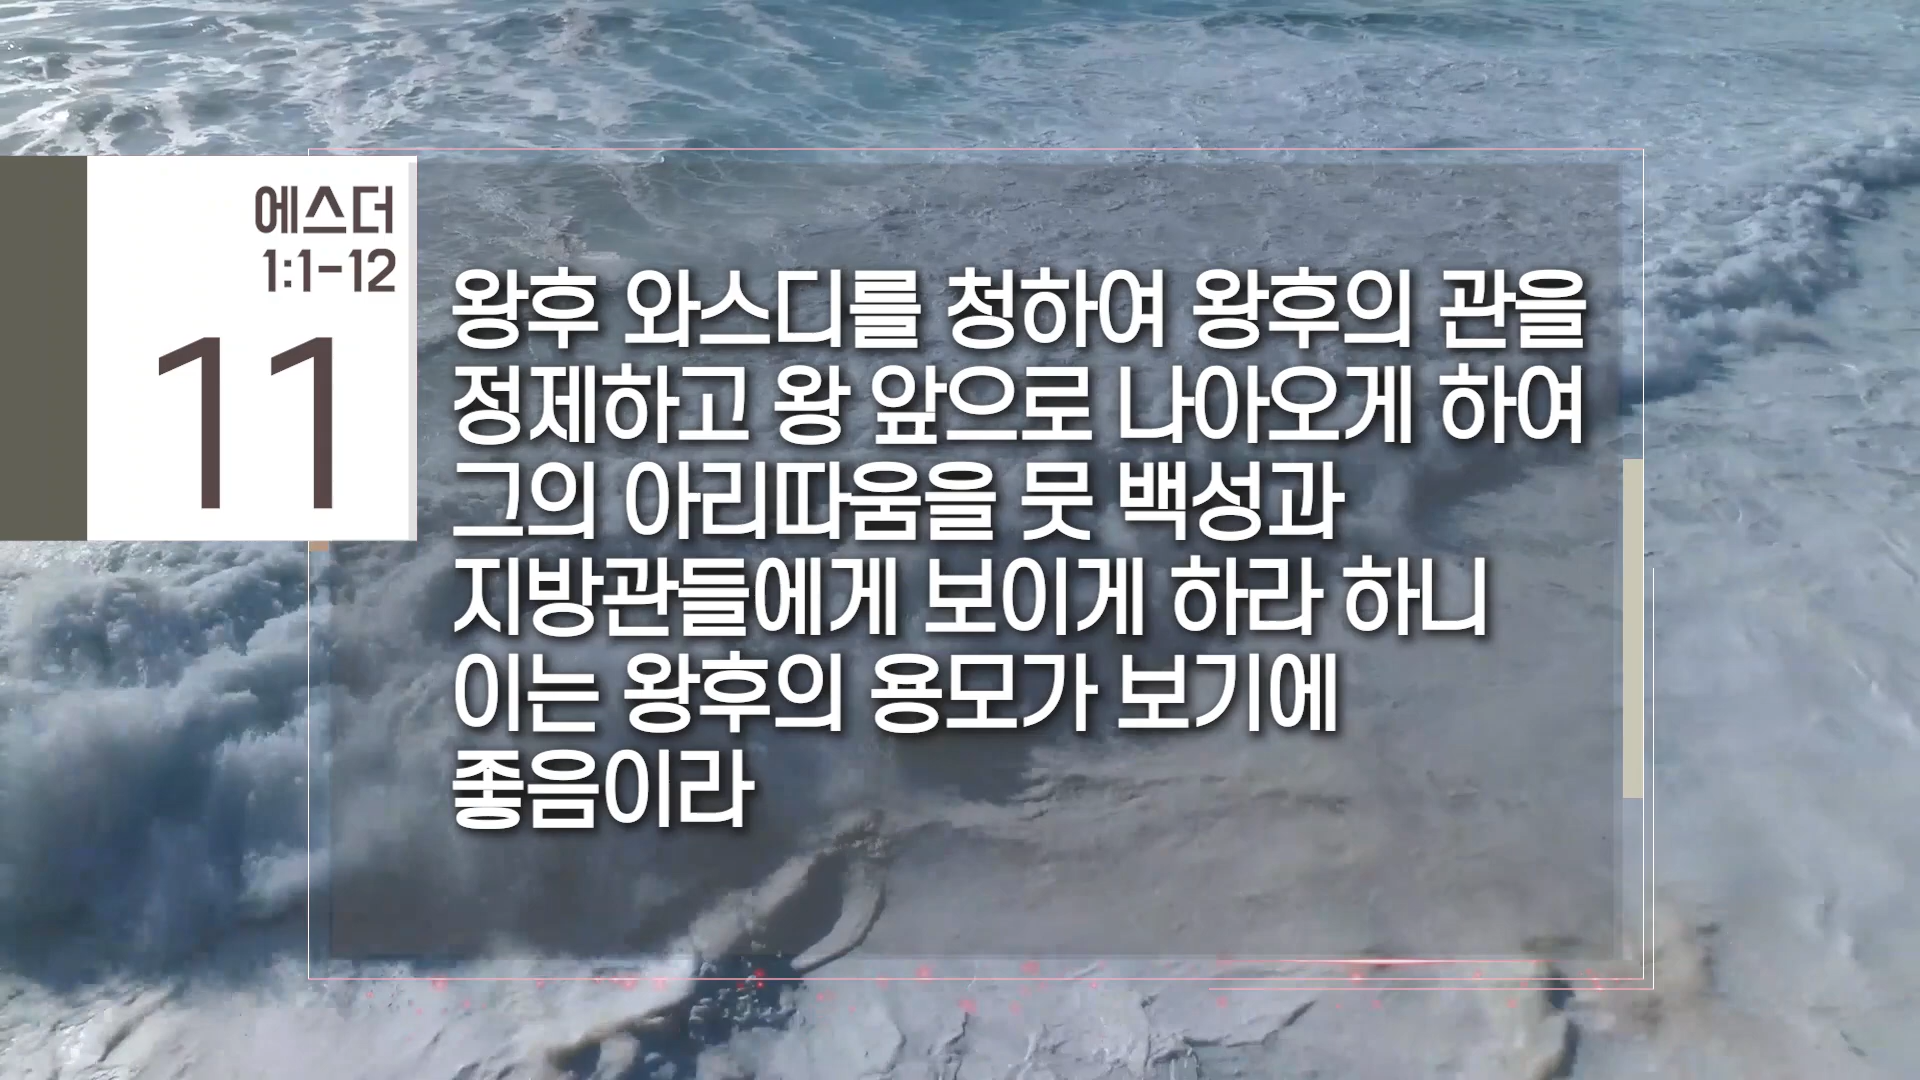 에스더
1:1-12
11
왕후 와스디를 청하여 왕후의 관을
정제하고 왕 앞으로 나아오게 하여
그의 아리따움을 뭇 백성과
지방관들에게 보이게 하라 하니
이는 왕후의 용모가 보기에
좋음이라